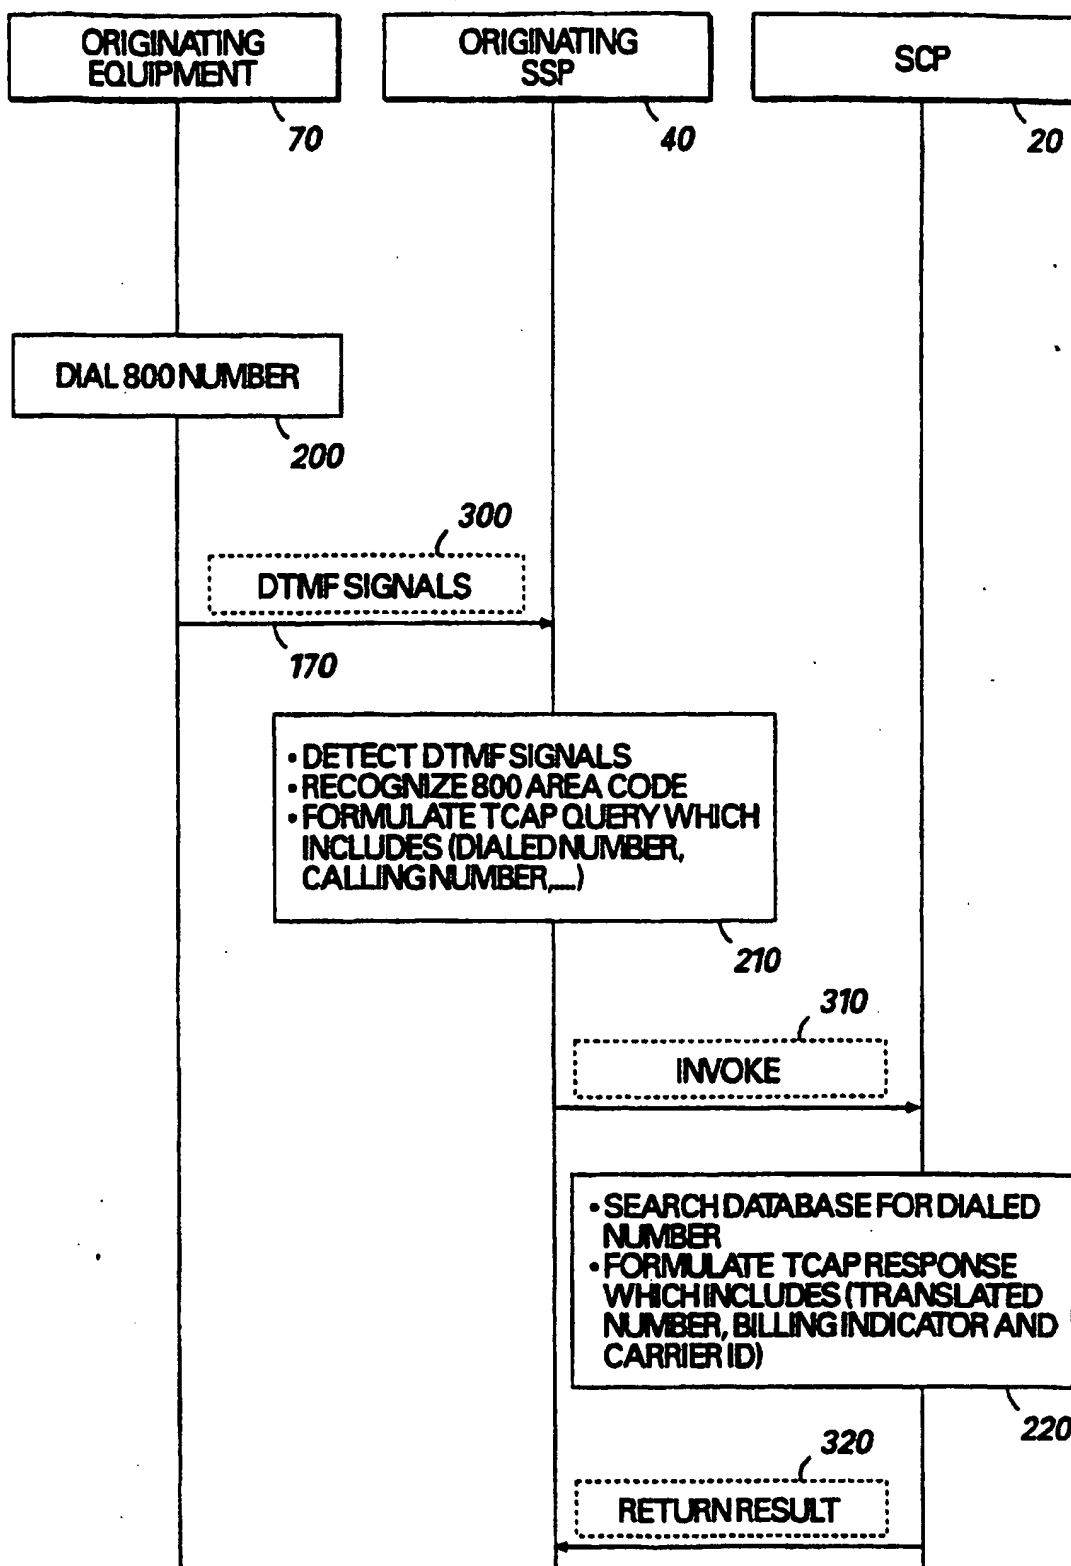 ORIGINATING
EQUIPMENT
ORIGINATING
SSP
SCP
70
40
20
DIAL 800 NUMBER
200
300
DTMF SIGNALS
170
• DETECT DTMF SIGNALS
• RECOGNIZE 800 AREA CODE
• FORMULATE TCAP QUERY WHICH
INCLUDES (DIALED NUMBER,
CALLING NUMBER,....)
210
310
INVOKE
• SEARCH DATABASE FOR DIALED
NUMBER
• FORMULATE TCAP RESPONSE
WHICH INCLUDES (TRANSLATED
NUMBER, BILLING INDICATOR AND
CARRIER ID)
220
320
RETURN RESULT